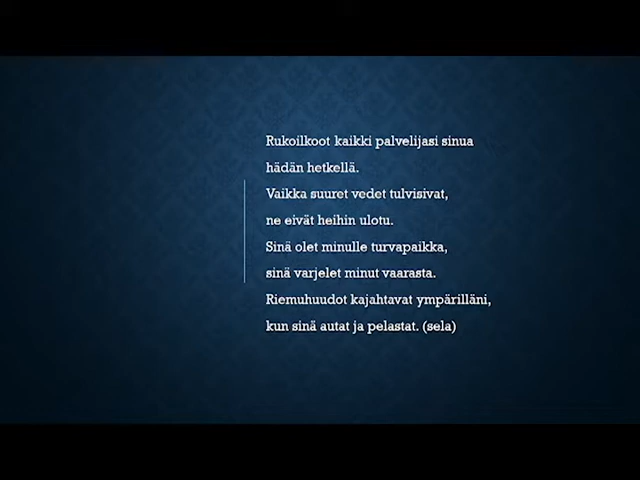 Rukoilkoot kaikki palvelijasi sinua
hädän hetkellä.
Vaikka suuret vedet tulvisivat,
ne eivät heihin ulotu.
Sinä olet minulle turvapaikka,
sinä varjelet minut vaarasta.
Riemuhuudot kajahtavat ympärilläni,
kun sinä autat ja pelastat. (sela)